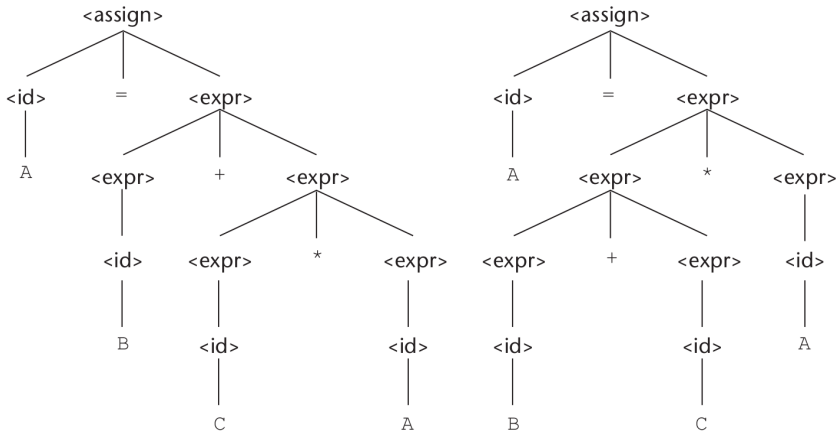 <assign> <assign>
<id> = <expr> <id> = <expr>
A <expr> + <expr> A <expr> * <expr>
<id> <expr> * <expr> <expr> + <expr> <id>
B <id> <id> <id> <id> A
C A B C